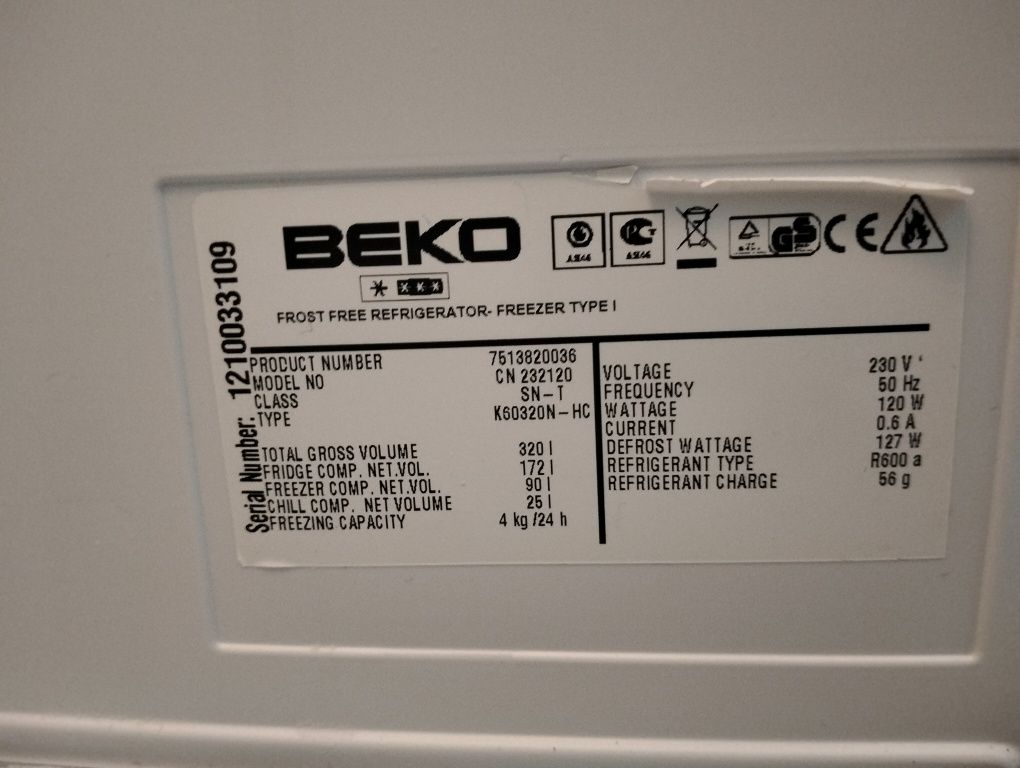 BEKO
FROST FREE REFRIGERATOR- FREEZER TYPE I
Serial Number: 1210033109
PRODUCT NUMBER 7513820036
MODEL NO CN 232120
CLASS SN-T
TYPE K60320N-HC
TOTAL GROSS VOLUME 320 l
FRIDGE COMP. NET.VOL. 172 l
FREEZER COMP. NET.VOL. 90 l
CHILL COMP. NET VOLUME 25 l
FREEZING CAPACITY 4 kg /24 h
VOLTAGE 230 V
FREQUENCY 50 Hz
WATTAGE 120 W
CURRENT 0.6 A
DEFROST WATTAGE 127 W
REFRIGERANT TYPE R600 a
REFRIGERANT CHARGE 56 g
GS CE